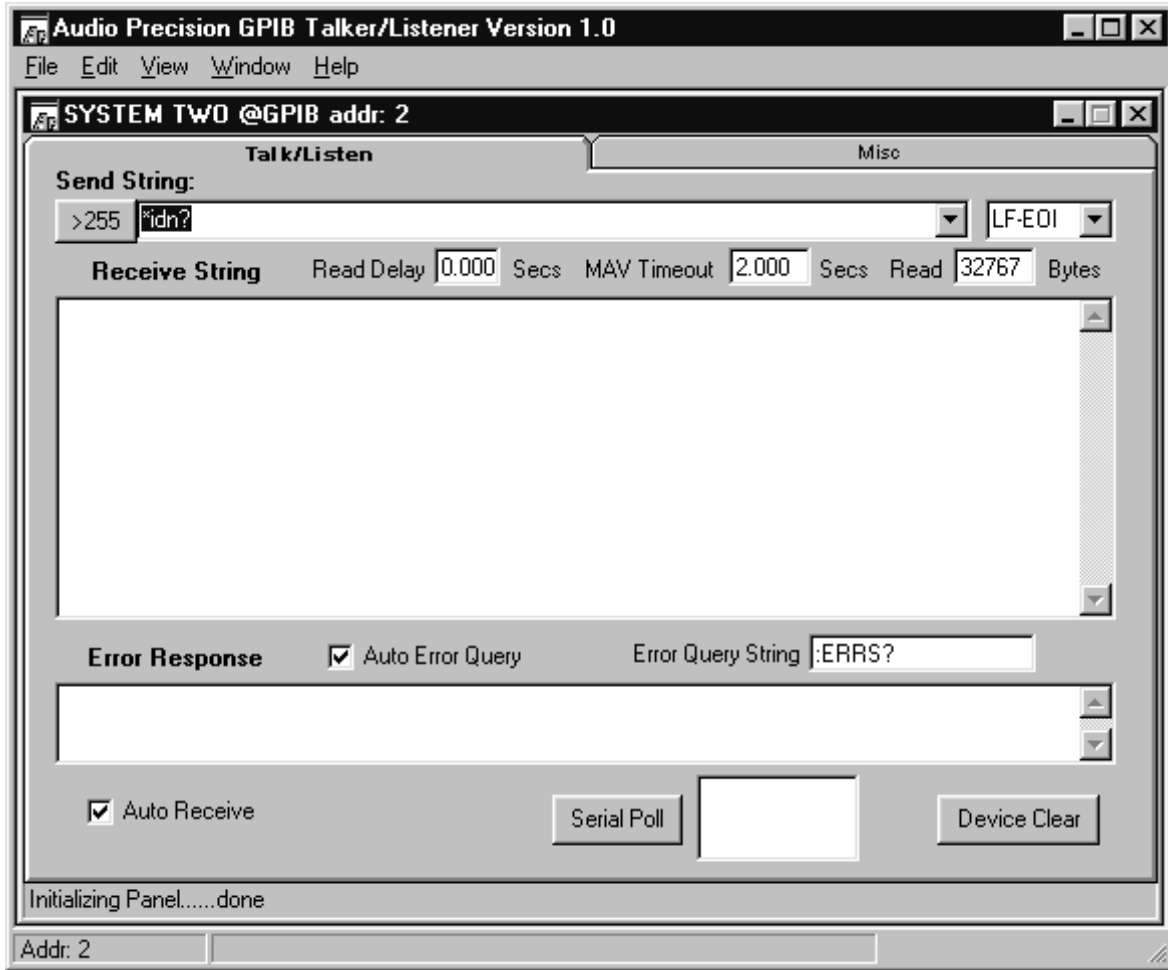 Audio Precision GPIB Talker/Listener Version 1.0
File Edit View Window Help
SYSTEM TWO @GPIB addr: 2
Talk/Listen Misc
Send String:
>255 *idn? LF-EOI
Receive String Read Delay 0.000 Secs MAV Timeout 2.000 Secs Read 32767 Bytes
Error Response Auto Error Query Error Query String :ERRS?
Auto Receive Serial Poll Device Clear
Initializing Panel......done
Addr: 2